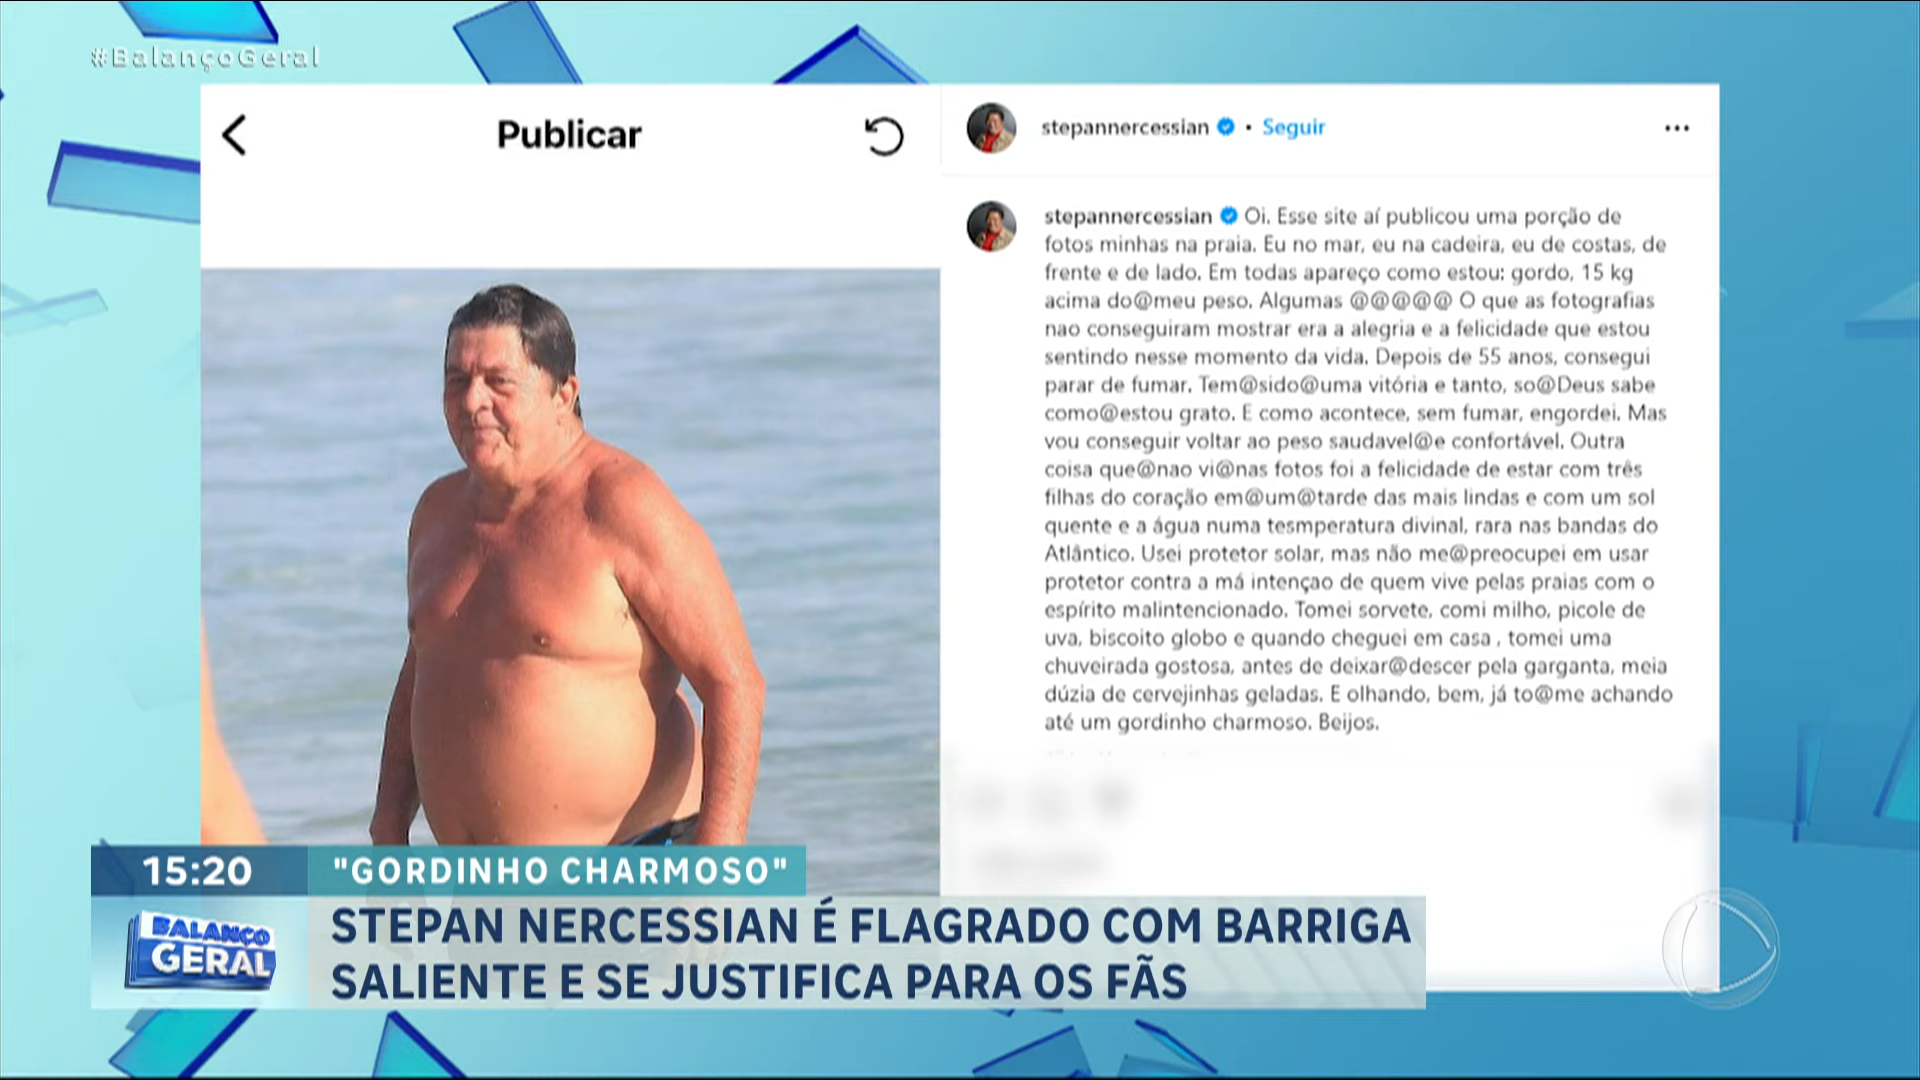 #BalançoGeral
Publicar
stepannercessian • Seguir
stepannercessian Oi. Esse site aí publicou uma porção de
fotos minhas na praia. Eu no mar, eu na cadeira, eu de costas, de
frente e de lado. Em todas apareço como estou: gordo, 15 kg
acima do@meu peso. Algumas @@@@@ O que as fotografias
nao conseguiram mostrar era a alegria e a felicidade que estou
sentindo nesse momento da vida. Depois de 55 anos, consegui
parar de fumar. Tem@sido@uma vitória e tanto, so@Deus sabe
como@estou grato. E como acontece, sem fumar, engordei. Mas
vou conseguir voltar ao peso saudavel@e confortável. Outra
coisa que@nao vi@nas fotos foi a felicidade de estar com três
filhas do coração em@um@tarde das mais lindas e com um sol
quente e a água numa tesmperatura divinal, rara nas bandas do
Atlântico. Usei protetor solar, mas não me@preocupei em usar
protetor contra a má intençao de quem vive pelas praias com o
espírito malintencionado. Tomei sorvete, comi milho, picole de
uva, biscoito globo e quando cheguei em casa , tomei uma
chuveirada gostosa, antes de deixar@descer pela garganta, meia
dúzia de cervejinhas geladas. E olhando, bem, já to@me achando
até um gordinho charmoso. Beijos.
15:20
"GORDINHO CHARMOSO"
BALANÇO
GERAL
STEPAN NERCESSIAN É FLAGRADO COM BARRIGA
SALIENTE E SE JUSTIFICA PARA OS FÃS